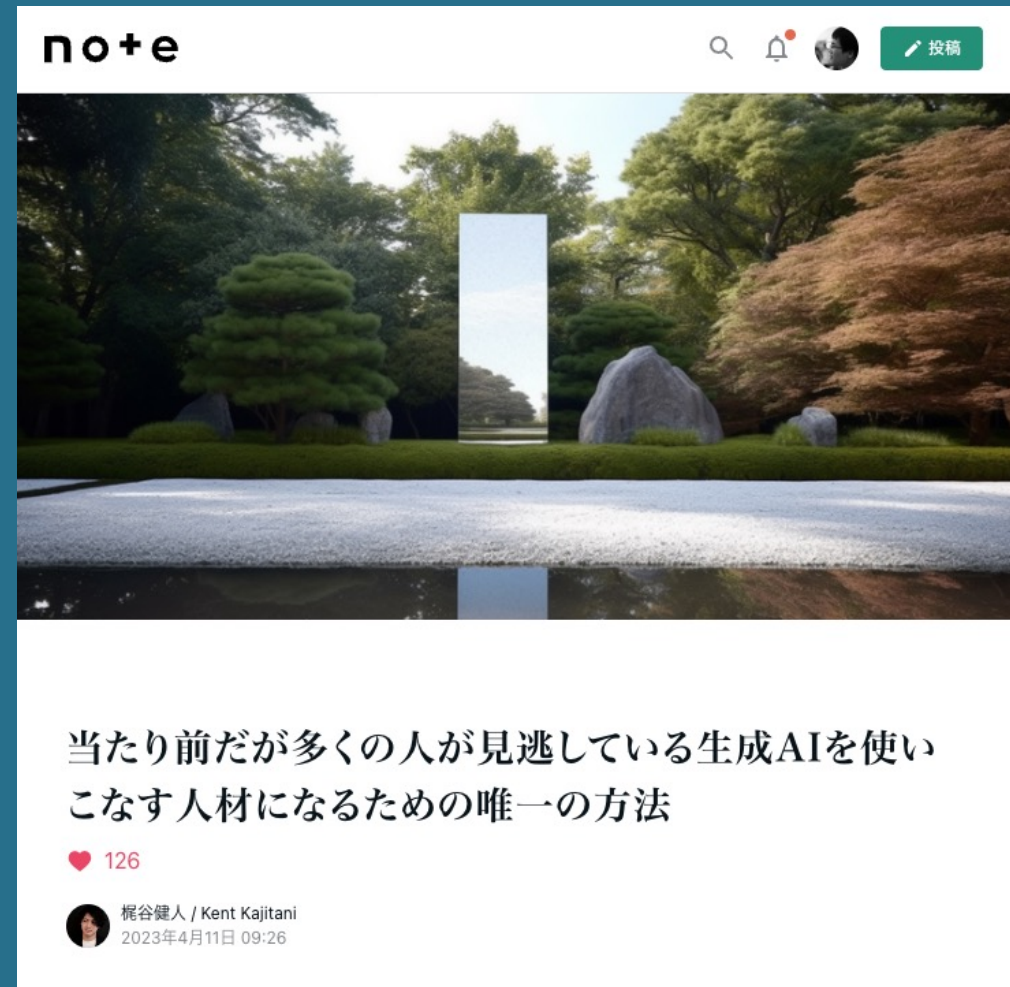 note
投稿
当たり前だが多くの人が見逃している生成AIを使い
こなす人材になるための唯一の方法
126
梶谷健人 / Kent Kajitani
2023年4月11日 09:26